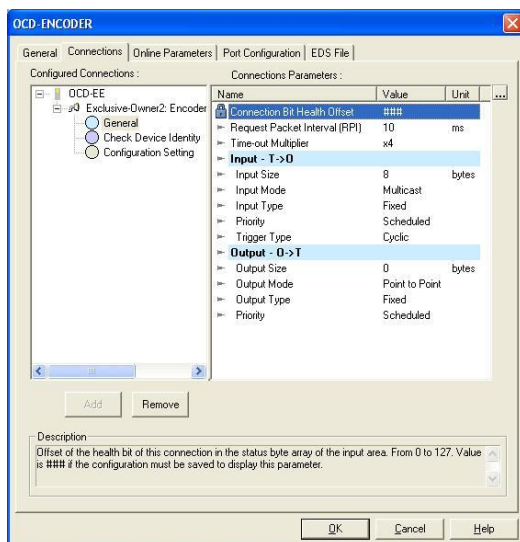 OCD-ENCODER
General Connections Online Parameters Port Configuration EDS File
Configured Connections :
OCD-EE
Exclusive-Owner2: Encoder
General
Check Device Identity
Configuration Setting
Connections Parameters :
Name Value Unit ...
Connection Bit Health Offset ###
Request Packet Interval (RPI) 10 ms
Time-out Multiplier x4
Input - T->O
Input Size 8 bytes
Input Mode Multicast
Input Type Fixed
Priority Scheduled
Trigger Type Cyclic
Output - O->T
Output Size 0 bytes
Output Mode Point to Point
Output Type Fixed
Priority Scheduled
Add Remove
Description
Offset of the health bit of this connection in the status byte array of the input area. From 0 to 127. Value
is ### if the configuration must be saved to display this parameter.
OK Cancel Help